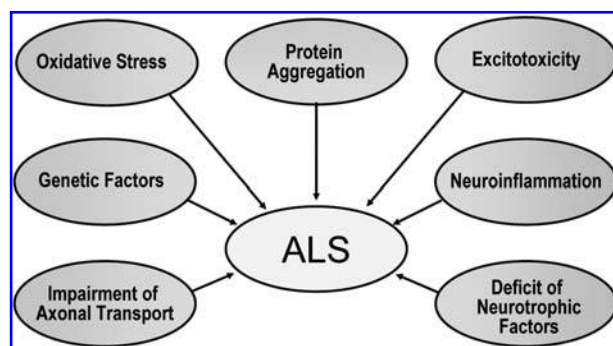 Oxidative Stress
Protein
Aggregation
Excitotoxicity
Genetic Factors
Neuroinflammation
ALS
Impairment of
Axonal Transport
Deficit of
Neurotrophic
Factors